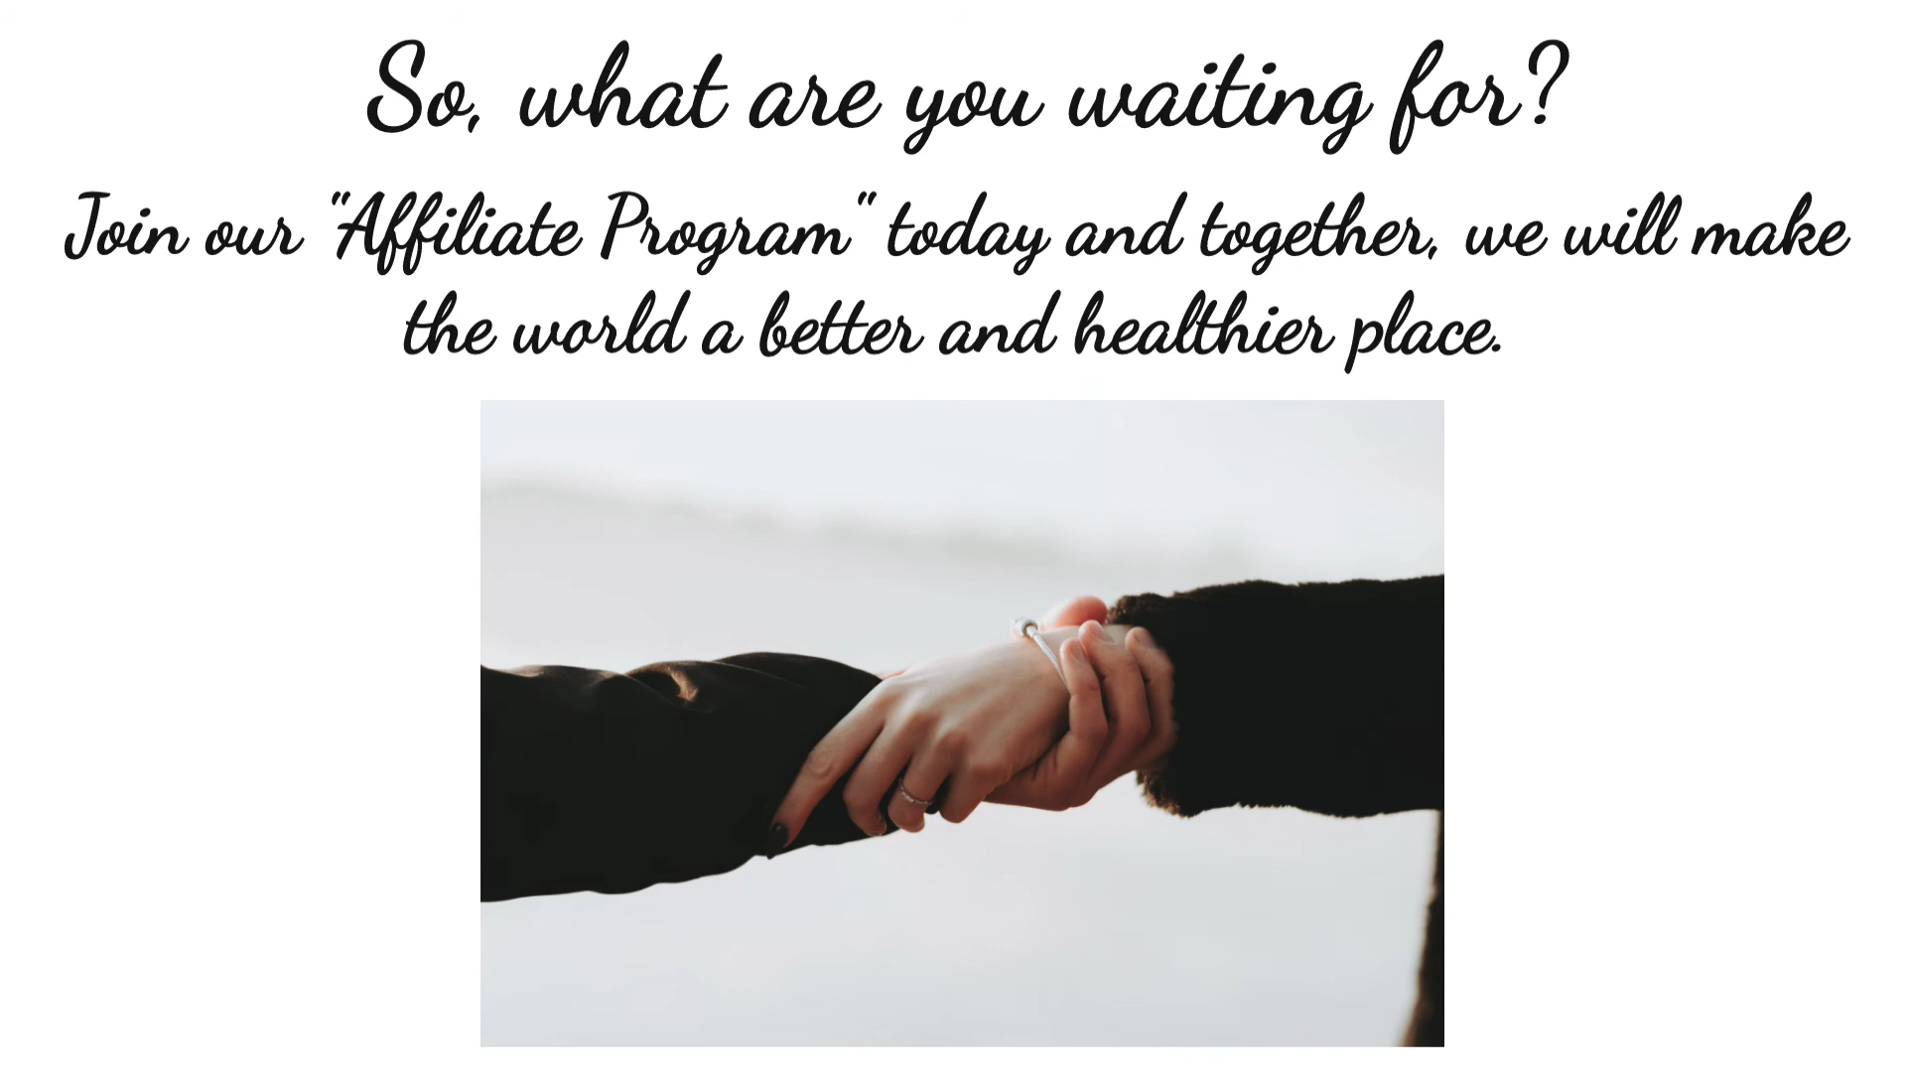 So, what are you waiting for?
Join our "Affiliate Program" today and together, we will make
the world a better and healthier place.